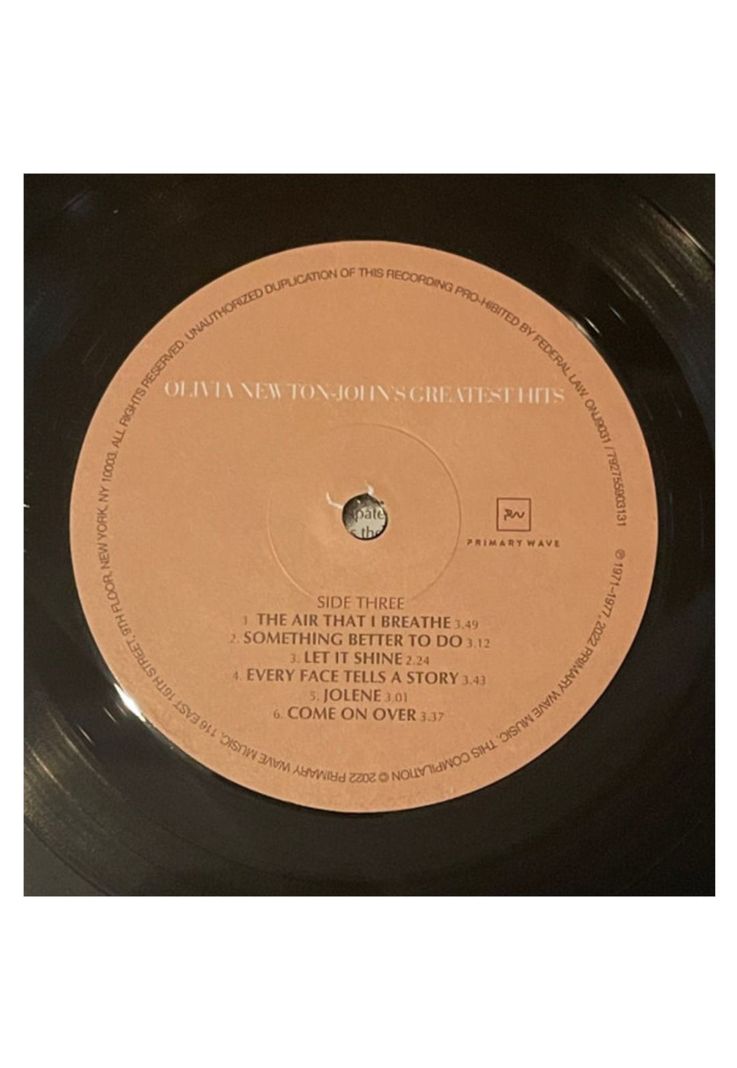 UNAUTHORIZED DUPLICATION OF THIS RECORDING PRO-HIBITED BY FEDERAL LAW. ONJ9031 / 792755903131
OLIVIA NEWTON-JOHN'S GREATEST HITS
PRIMARY WAVE
pate
s the
SIDE THREE
1. THE AIR THAT I BREATHE 3.49
2. SOMETHING BETTER TO DO 3.12
3. LET IT SHINE 2.24
4. EVERY FACE TELLS A STORY 3.43
5. JOLENE 3.01
6. COME ON OVER 3.37
℗ 1971-1977, 2022 PRIMARY WAVE MUSIC. THIS COMPILATION © 2022 PRIMARY WAVE MUSIC, 116 EAST 16TH STREET, 9TH FLOOR, NEW YORK, NY 10003. ALL RIGHTS RESERVED.